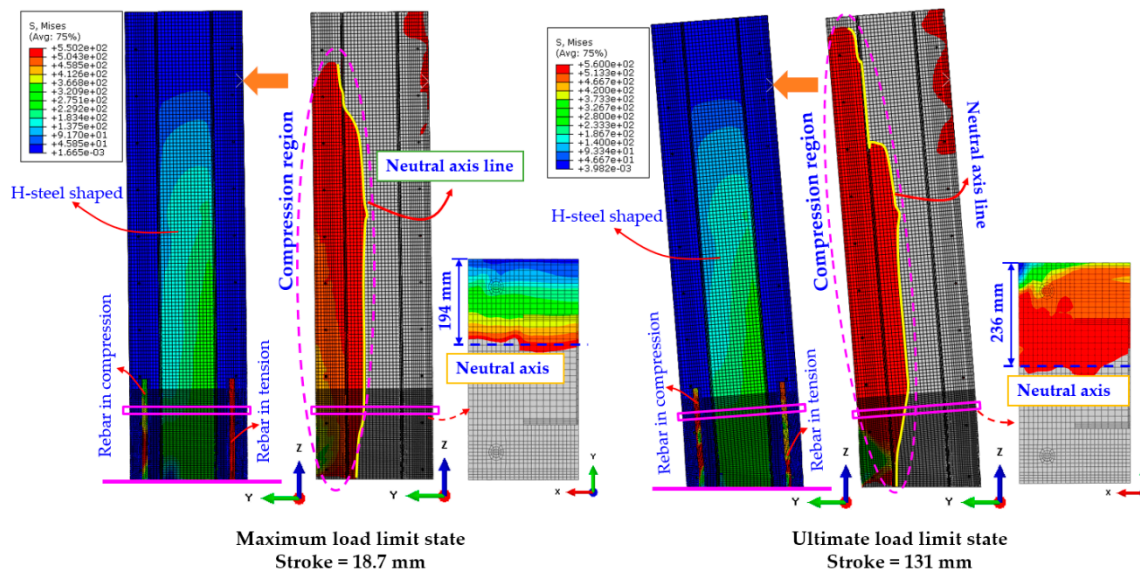 S, Mises
(Avg: 75%)
+5.502e+02
+5.043e+02
+4.585e+02
+4.126e+02
+3.668e+02
+3.209e+02
+2.751e+02
+2.292e+02
+1.834e+02
+1.375e+02
+9.170e+01
+4.585e+01
+1.665e-03
H-steel shaped
Rebar in compression
Rebar in tension
Z
Y
Compression region
Neutral axis line
Z
Y
194 mm
Neutral axis
Y
X
Maximum load limit state
Stroke = 18.7 mm
S, Mises
(Avg: 75%)
+5.600e+02
+5.133e+02
+4.667e+02
+4.200e+02
+3.733e+02
+3.267e+02
+2.800e+02
+2.333e+02
+1.867e+02
+1.400e+02
+9.334e+01
+4.667e+01
+3.982e-03
H-steel shaped
Rebar in compression
Rebar in tension
Z
Y
Compression region
Neutral axis line
Z
Y
236 mm
Neutral axis
X
Ultimate load limit state
Stroke = 131 mm